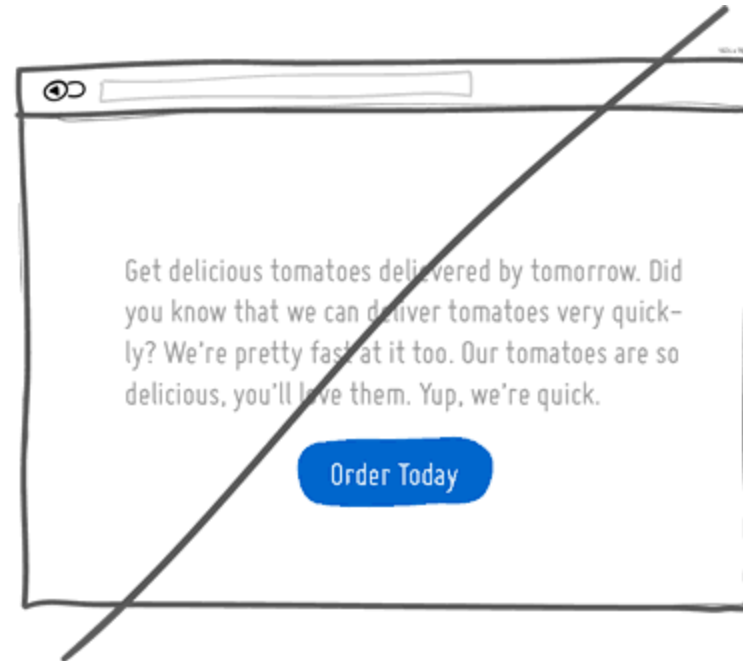 Get delicious tomatoes delievered by tomorrow. Did
you know that we can deliver tomatoes very quick-
ly? We're pretty fast at it too. Our tomatoes are so
delicious, you'll love them. Yup, we're quick.
Order Today